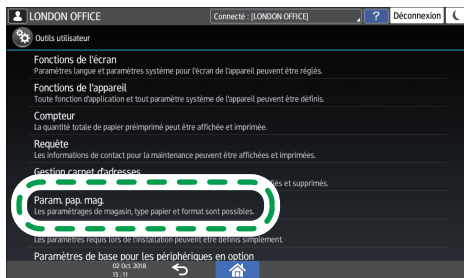 LONDON OFFICE
Connecté : [LONDON OFFICE]
?
Déconnexion
Outils utilisateur
Fonctions de l'écran
Paramètres langue et paramètres système pour l'écran de l'appareil peuvent être réglés.
Fonctions de l'appareil
Toute fonction d'application et tout paramètre système de l'appareil peuvent être définis.
Compteur
La quantité totale de papier préimprimé peut être affichée et imprimée.
Requête
Les informations de contact pour la maintenance peuvent être affichées et imprimées.
Gestion carnet d'adresses
et supprimés.
Param. pap. mag.
Les paramétrages de magasin, type papier et format sont possibles.
Les paramètres requis lors de l'installation peuvent être définis simplement.
Paramètres de base pour les périphériques en option
02 Oct. 2018
15 : 11